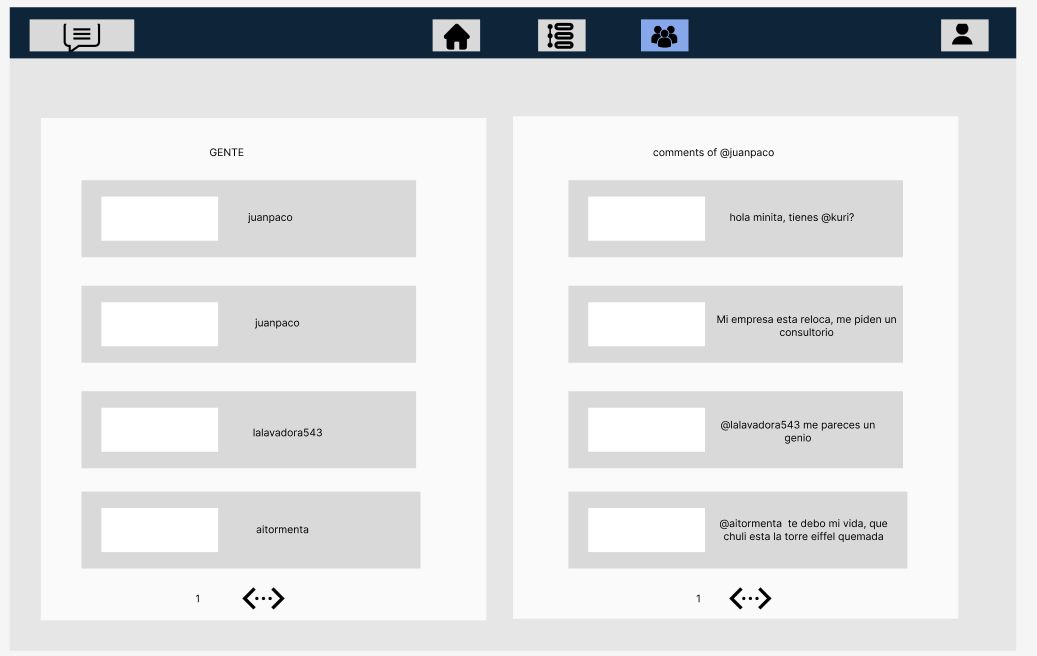 GENTE
juanpaco
juanpaco
lalavadora543
aitormenta
1
comments of @juanpaco
hola minita, tienes @kuri?
Mi empresa esta reloca, me piden un
consultorio
@lalavadora543 me pareces un
genio
@aitormenta te debo mi vida, que
chuli esta la torre eiffel quemada
1